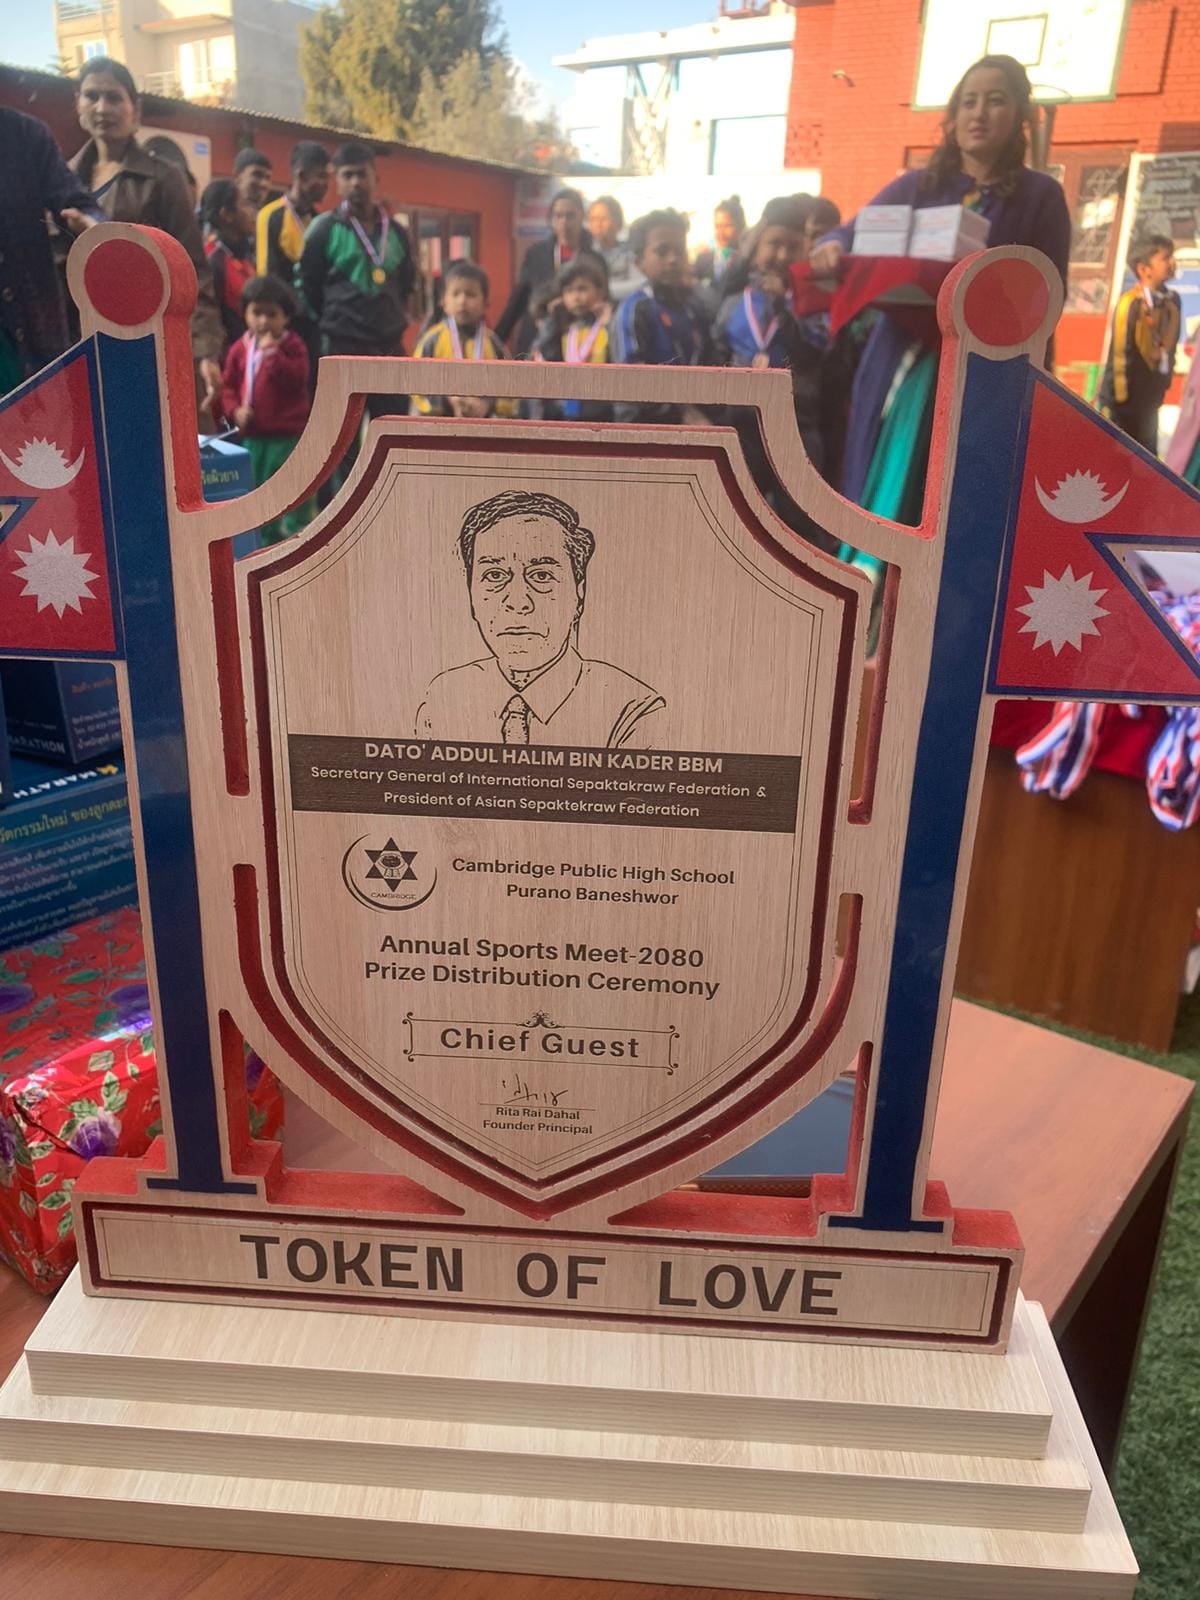 DATO' ADDUL HALIM BIN KADER BBM
Secretary General of International Sepaktakraw Federation &
President of Asian Sepaktekraw Federation
CAMBRIDGE
Cambridge Public High School
Purano Baneshwor
Annual Sports Meet-2080
Prize Distribution Ceremony
Chief Guest
Rita Rai Dahal
Founder Principal
TOKEN OF LOVE
MARATHON